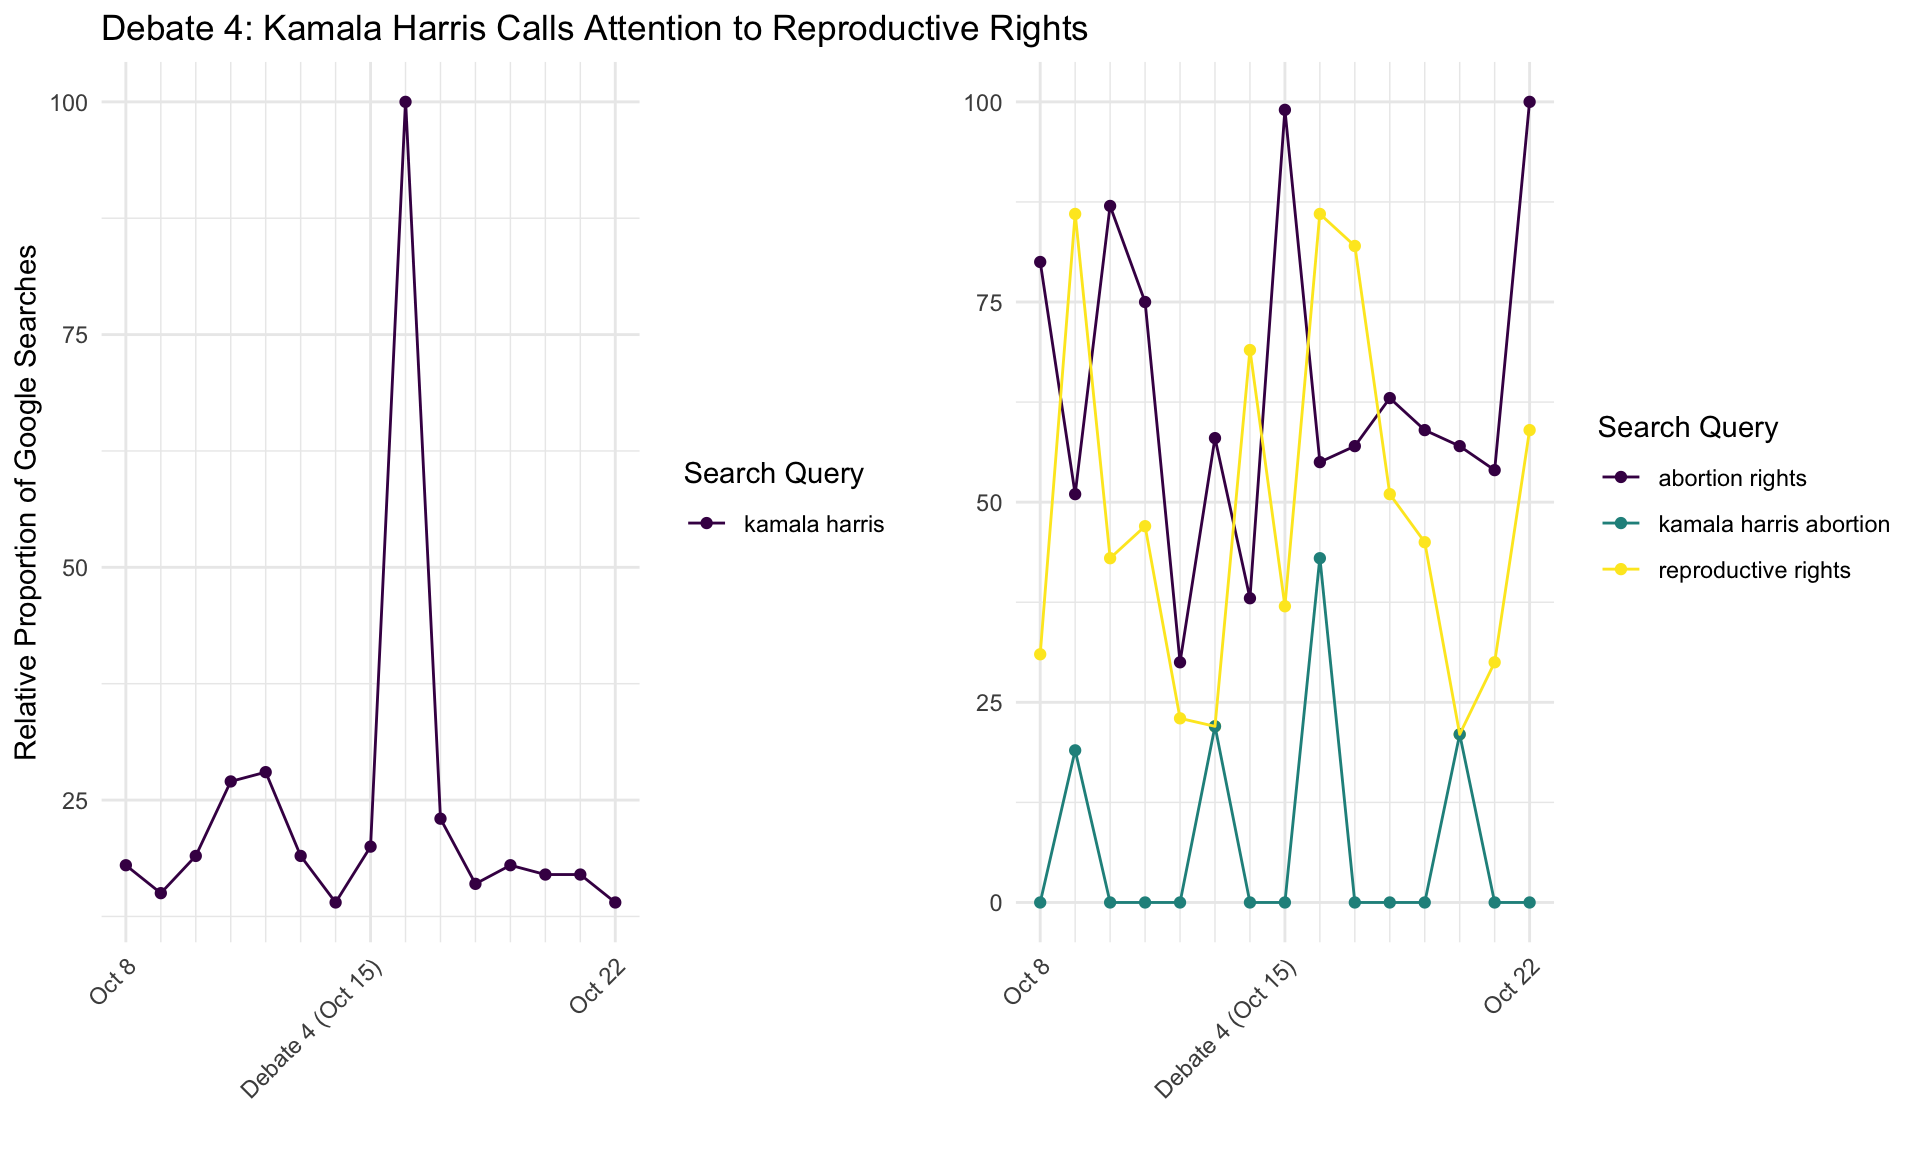 Debate 4: Kamala Harris Calls Attention to Reproductive Rights
Relative Proportion of Google Searches
100
75
50
25
Oct 8
Debate 4 (Oct 15)
Oct 22
Search Query
kamala harris
100
75
50
25
0
Oct 8
Debate 4 (Oct 15)
Oct 22
Search Query
abortion rights
kamala harris abortion
reproductive rights